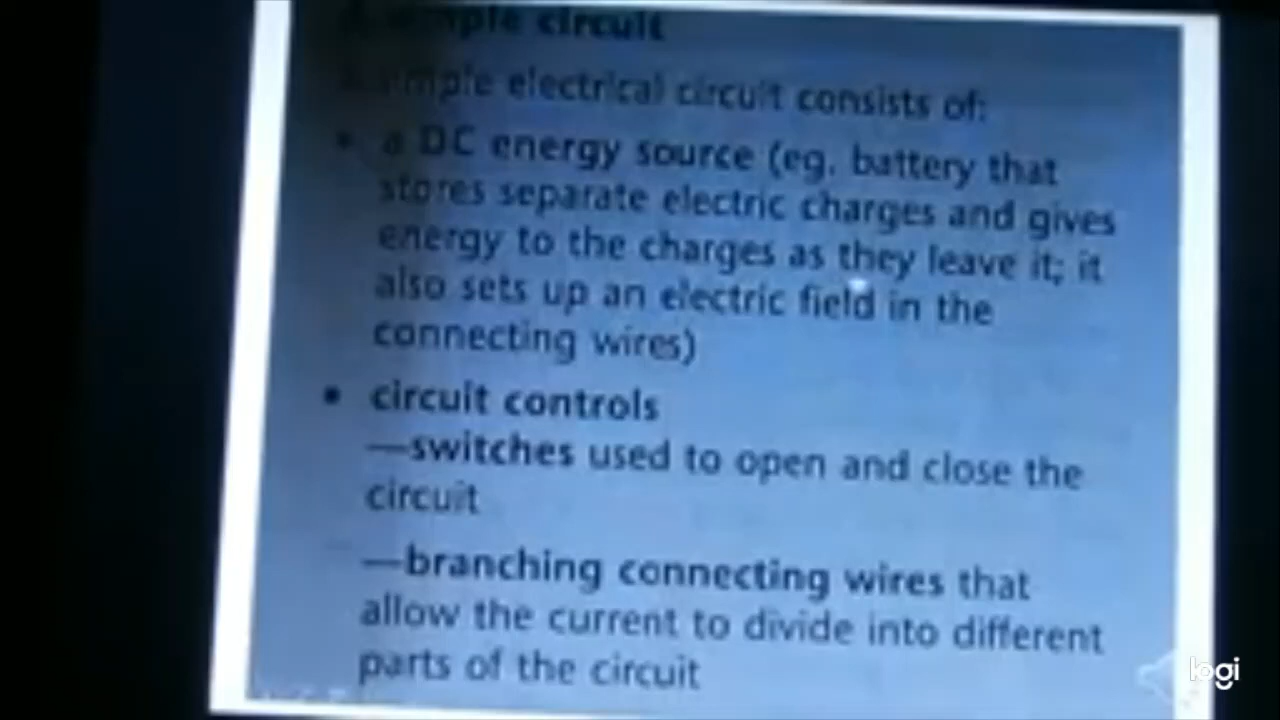 A simple circuit
A simple electrical circuit consists of:
• a DC energy source (eg. battery that
stores separate electric charges and gives
energy to the charges as they leave it; it
also sets up an electric field in the
connecting wires)
• circuit controls
—switches used to open and close the
circuit
—branching connecting wires that
allow the current to divide into different
parts of the circuit
logi